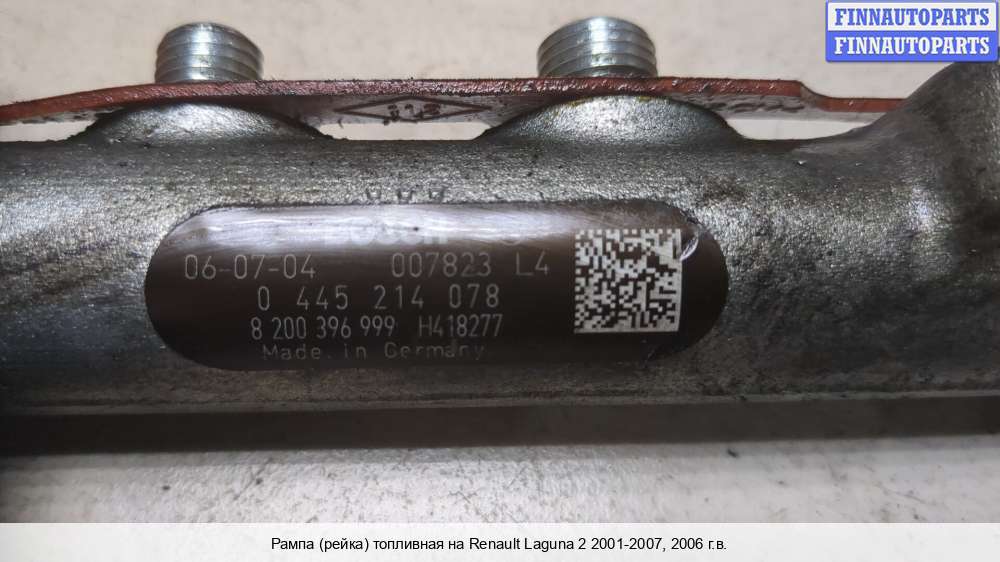 FINNAUTOPARTS
FINNAUTOPARTS
06-07-04 007823 L4
0 445 214 078
8 200 396 999 H418277
Made in Germany
Рампа (рейка) топливная на Renault Laguna 2 2001-2007, 2006 г.в.